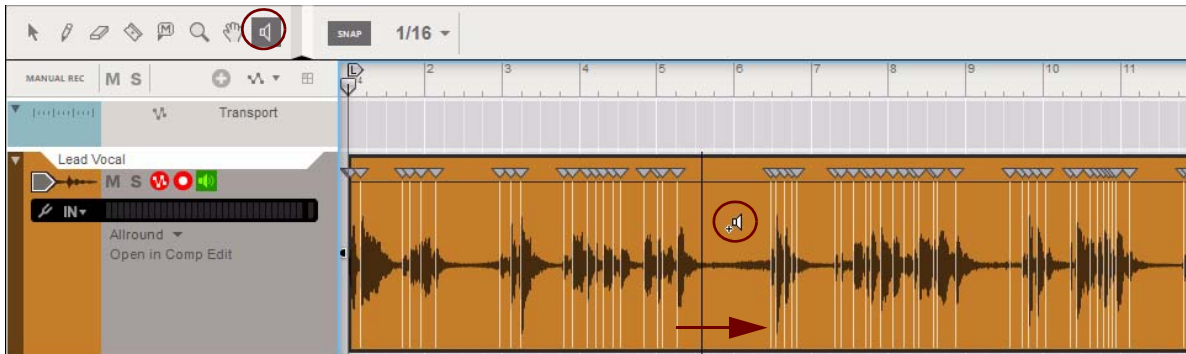 M
SNAP 1/16
MANUAL REC M S
L 2 3 4 5 6 7 8 9 10 11
4
Transport
Lead Vocal
M S
IN
Allround
Open in Comp Edit